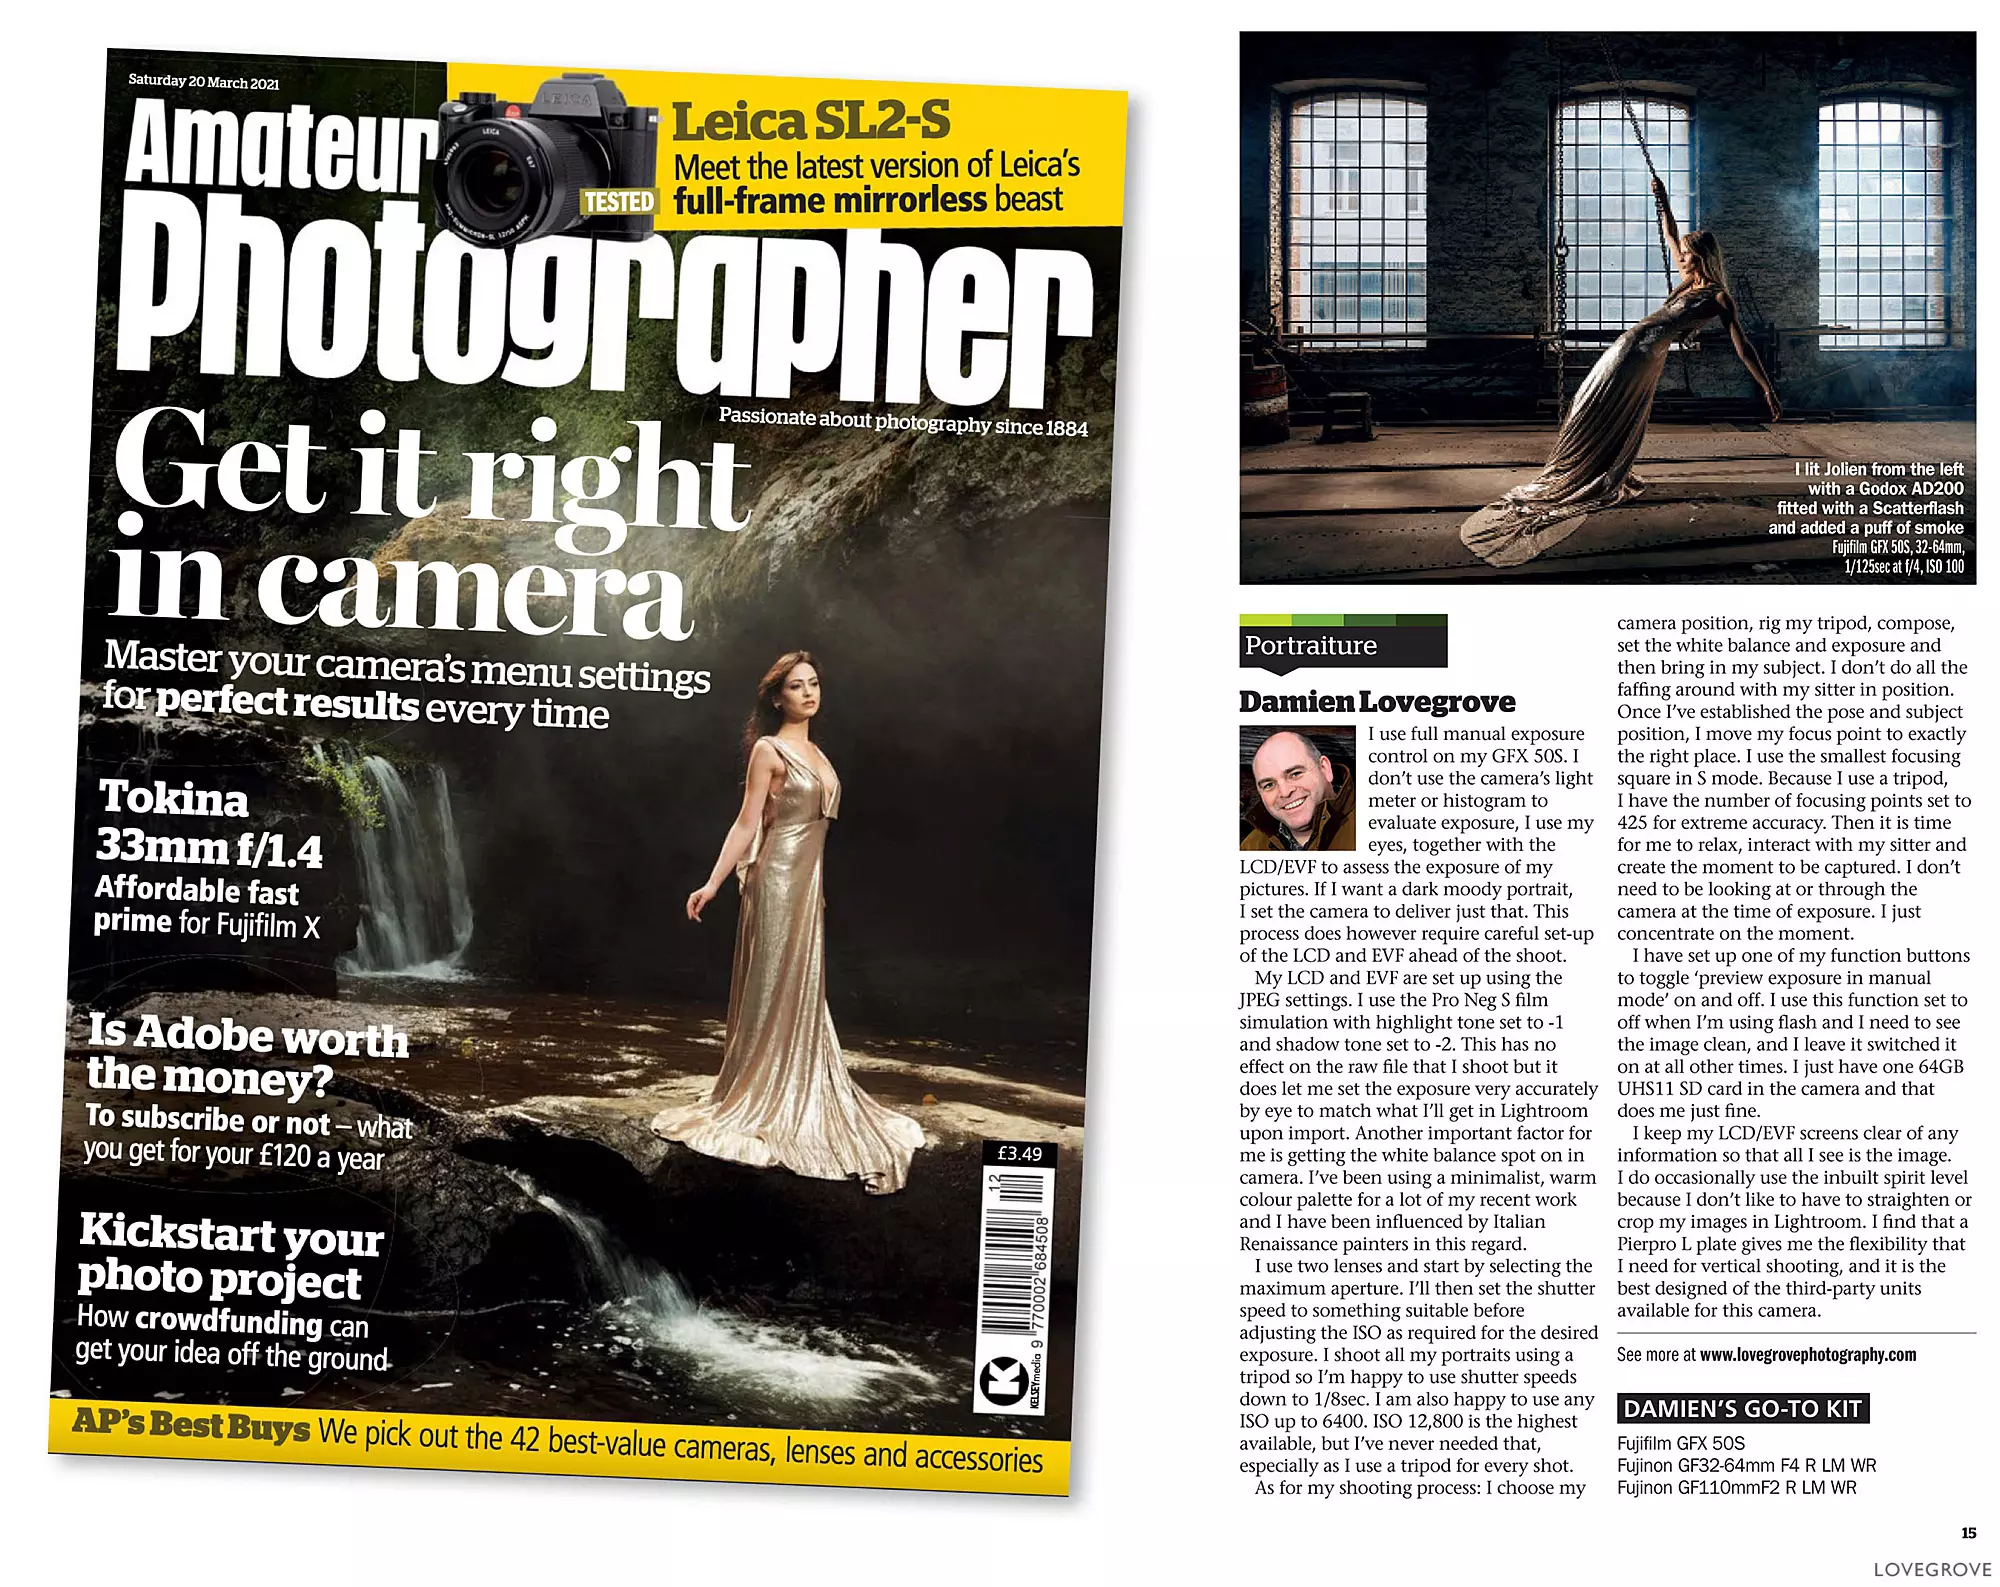 Saturday 20 March 2021
Amateur
Photographer
Passionate about photography since 1884
LEICA
LEICA
TESTED
Leica SL2-S
Meet the latest version of Leica's
full-frame mirrorless beast
Get it right
in camera
Master your camera's menu settings
for perfect results every time
Tokina
33mm f/1.4
Affordable fast
prime for Fujifilm X
Is Adobe worth
the money?
To subscribe or not – what
you get for your £120 a year
Kickstart your
photo project
How crowdfunding can
get your idea off the ground
£3.49
12
9 770002 684508
K
KELSEYmedia
AP's Best Buys We pick out the 42 best-value cameras, lenses and accessories
I lit Jolien from the left
with a Godox AD200
fitted with a Scatterflash
and added a puff of smoke
Fujifilm GFX 50S, 32-64mm,
1/125sec at f/4, ISO 100
Portraiture
Damien Lovegrove
I use full manual exposure
control on my GFX 50S. I
don't use the camera's light
meter or histogram to
evaluate exposure, I use my
eyes, together with the
LCD/EVF to assess the exposure of my
pictures. If I want a dark moody portrait,
I set the camera to deliver just that. This
process does however require careful set-up
of the LCD and EVF ahead of the shoot.
My LCD and EVF are set up using the
JPEG settings. I use the Pro Neg S film
simulation with highlight tone set to -1
and shadow tone set to -2. This has no
effect on the raw file that I shoot but it
does let me set the exposure very accurately
by eye to match what I'll get in Lightroom
upon import. Another important factor for
me is getting the white balance spot on in
camera. I've been using a minimalist, warm
colour palette for a lot of my recent work
and I have been influenced by Italian
Renaissance painters in this regard.
I use two lenses and start by selecting the
maximum aperture. I'll then set the shutter
speed to something suitable before
adjusting the ISO as required for the desired
exposure. I shoot all my portraits using a
tripod so I'm happy to use shutter speeds
down to 1/8sec. I am also happy to use any
ISO up to 6400. ISO 12,800 is the highest
available, but I've never needed that,
especially as I use a tripod for every shot.
As for my shooting process: I choose my
camera position, rig my tripod, compose,
set the white balance and exposure and
then bring in my subject. I don't do all the
faffing around with my sitter in position.
Once I've established the pose and subject
position, I move my focus point to exactly
the right place. I use the smallest focusing
square in S mode. Because I use a tripod,
I have the number of focusing points set to
425 for extreme accuracy. Then it is time
for me to relax, interact with my sitter and
create the moment to be captured. I don't
need to be looking at or through the
camera at the time of exposure. I just
concentrate on the moment.
I have set up one of my function buttons
to toggle 'preview exposure in manual
mode' on and off. I use this function set to
off when I'm using flash and I need to see
the image clean, and I leave it switched it
on at all other times. I just have one 64GB
UHS11 SD card in the camera and that
does me just fine.
I keep my LCD/EVF screens clear of any
information so that all I see is the image.
I do occasionally use the inbuilt spirit level
because I don't like to have to straighten or
crop my images in Lightroom. I find that a
Pierpro L plate gives me the flexibility that
I need for vertical shooting, and it is the
best designed of the third-party units
available for this camera.
See more at www.lovegrovephotography.com
DAMIEN'S GO-TO KIT
Fujifilm GFX 50S
Fujinon GF32-64mm F4 R LM WR
Fujinon GF110mmF2 R LM WR
15
LOVEGROVE